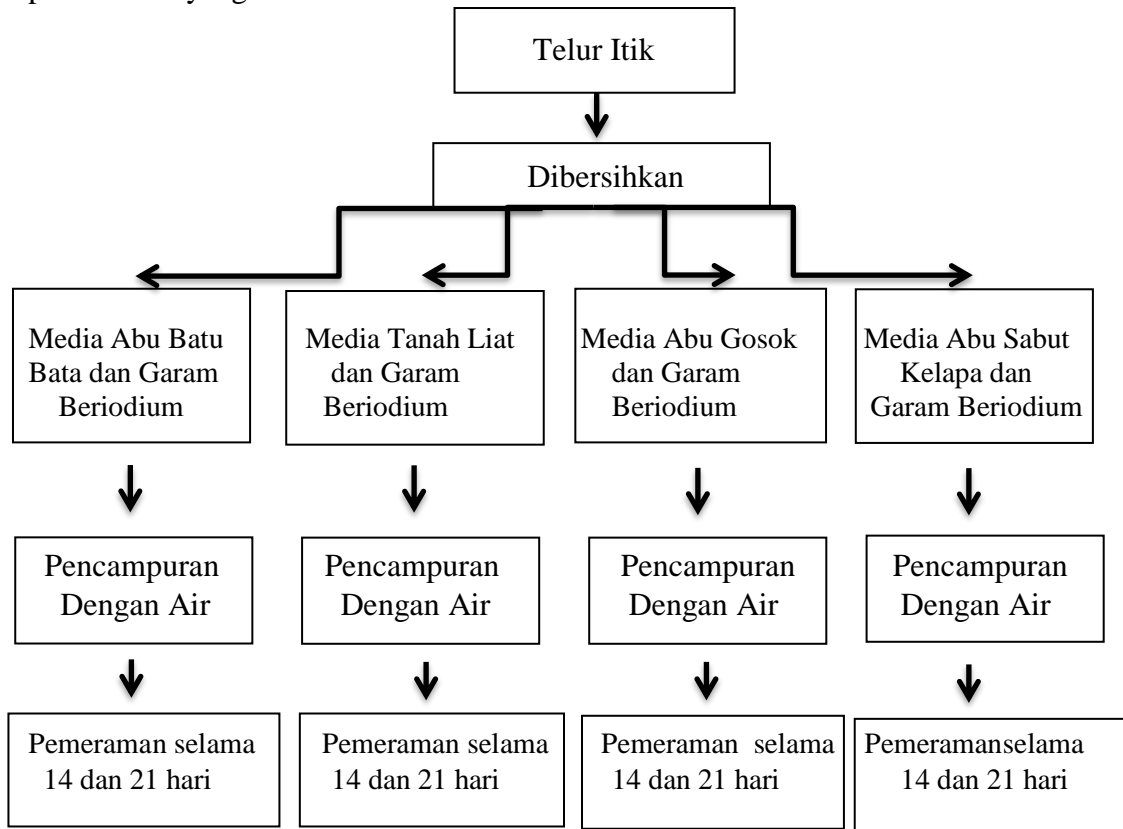 Telur Itik
Dibersihkan
Media Abu Batu
Bata dan Garam
Beriodium
Media Tanah Liat
dan Garam
Beriodium
Media Abu Gosok
dan Garam
Beriodium
Media Abu Sabut
Kelapa dan
Garam Beriodium
Pencampuran
Dengan Air
Pencampuran
Dengan Air
Pencampuran
Dengan Air
Pencampuran
Dengan Air
Pemeraman selama
14 dan 21 hari
Pemeraman selama
14 dan 21 hari
Pemeraman selama
14 dan 21 hari
Pemeramanselama
14 dan 21 hari